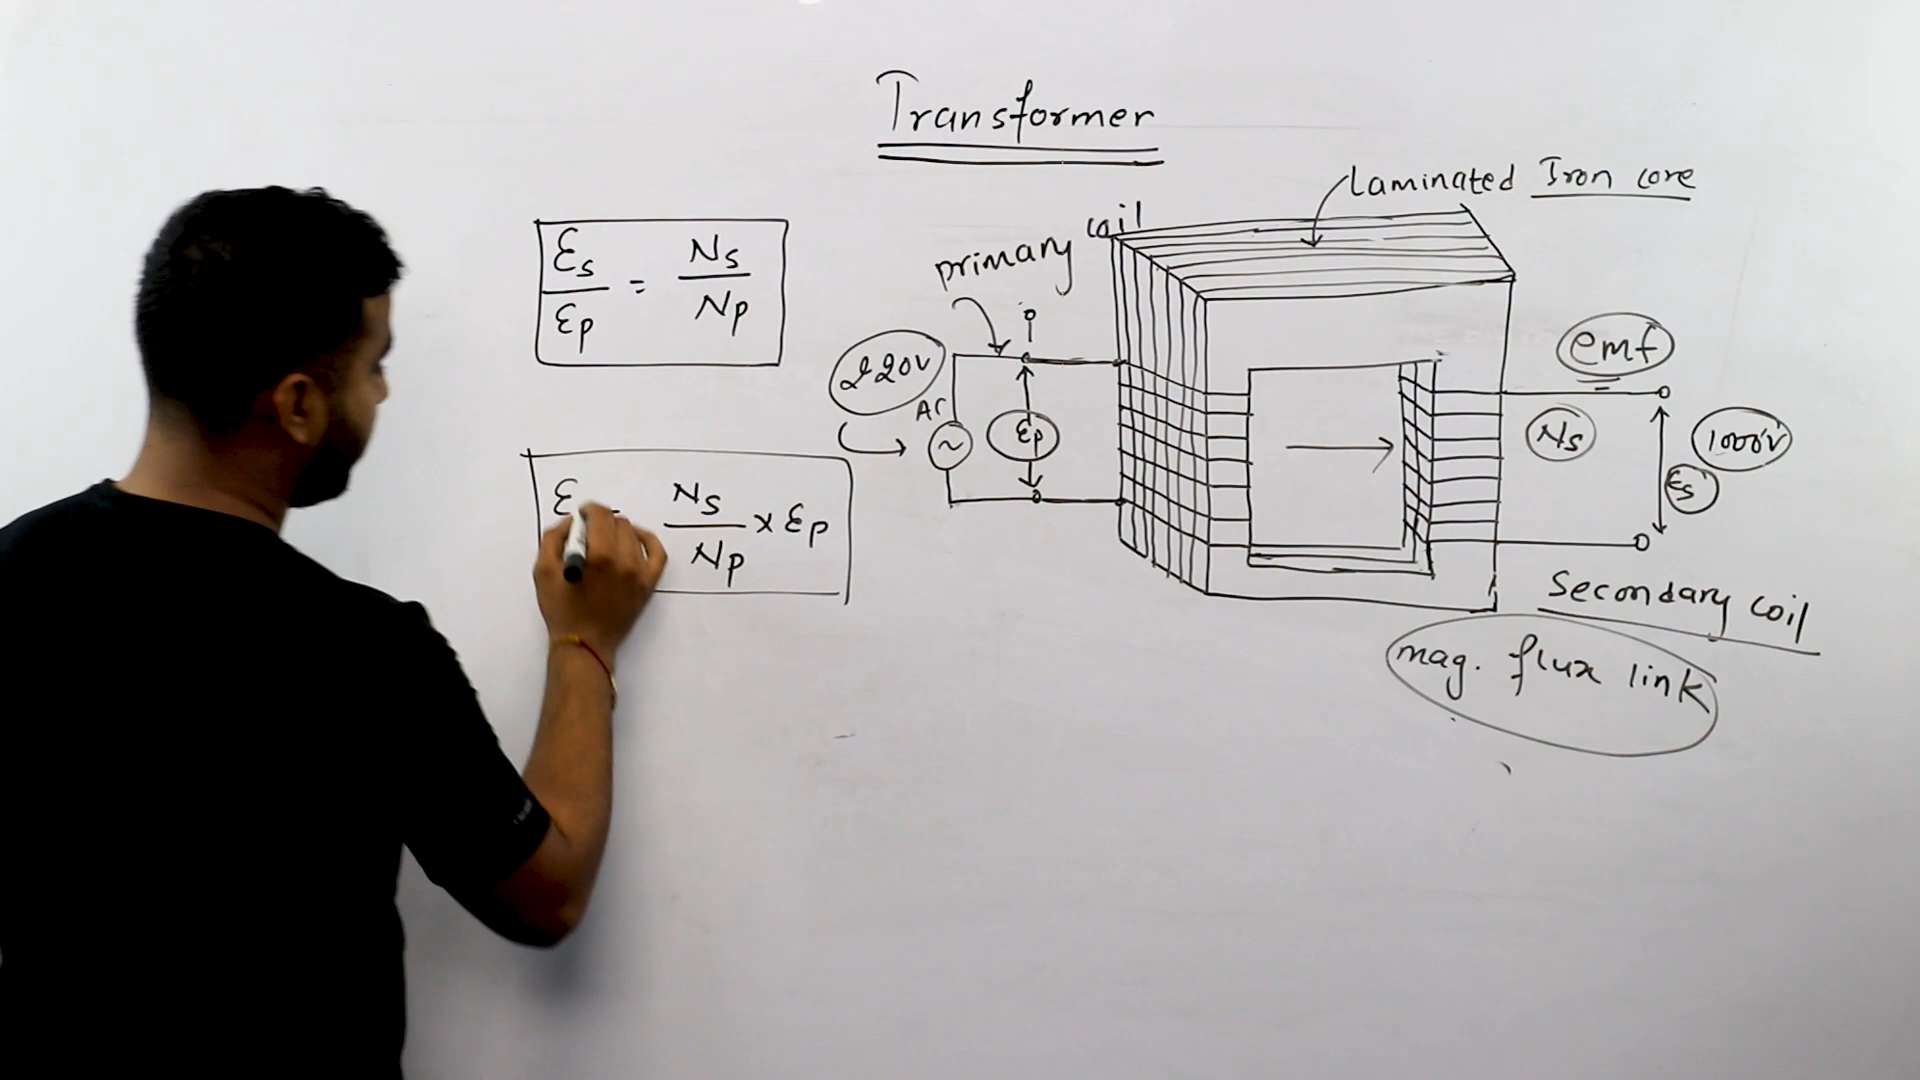 Transformer
Laminated Iron core
primary coil
εs/εp = Ns/Np
220V
AC
~
εp
emf
Ns
1000V
Es
ε = Ns/Np × εp
Secondary coil
mag. flux link